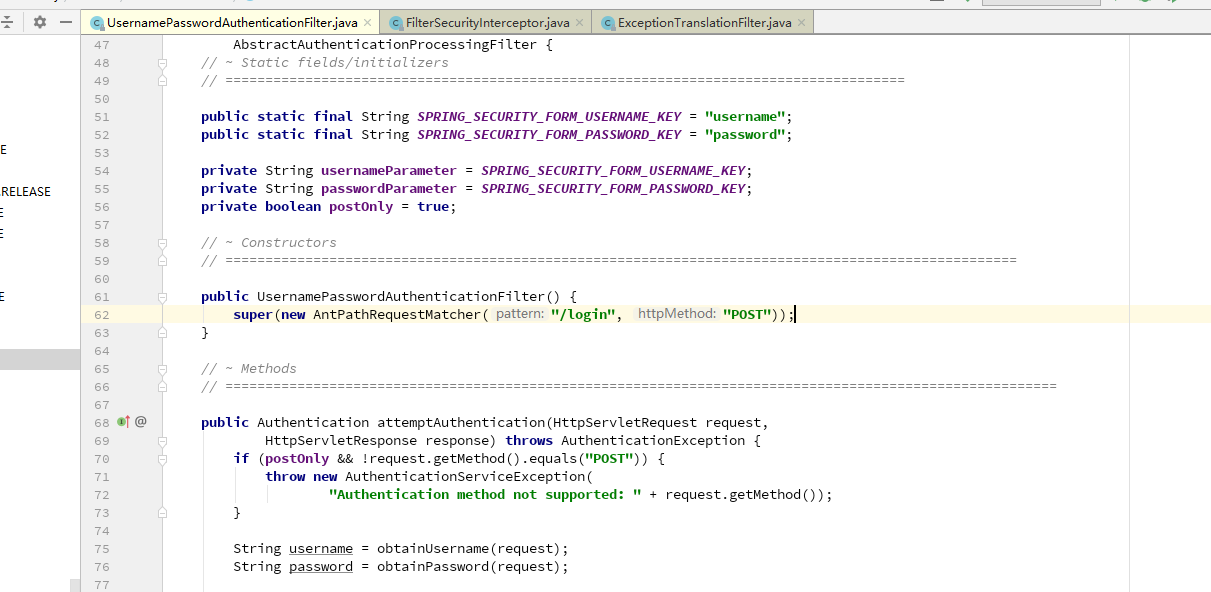 UsernamePasswordAuthenticationFilter.java
FilterSecurityInterceptor.java
ExceptionTranslationFilter.java
E
RELEASE
E
E
E
47 AbstractAuthenticationProcessingFilter {
48 // ~ Static fields/initializers
49 // =====================================================================================
50
51 public static final String SPRING_SECURITY_FORM_USERNAME_KEY = "username";
52 public static final String SPRING_SECURITY_FORM_PASSWORD_KEY = "password";
53
54 private String usernameParameter = SPRING_SECURITY_FORM_USERNAME_KEY;
55 private String passwordParameter = SPRING_SECURITY_FORM_PASSWORD_KEY;
56 private boolean postOnly = true;
57
58 // ~ Constructors
59 // ===================================================================================================
60
61 public UsernamePasswordAuthenticationFilter() {
62 super(new AntPathRequestMatcher( pattern: "/login", httpMethod: "POST"));
63 }
64
65 // ~ Methods
66 // ========================================================================================================
67
68 public Authentication attemptAuthentication(HttpServletRequest request,
69 HttpServletResponse response) throws AuthenticationException {
70 if (postOnly && !request.getMethod().equals("POST")) {
71 throw new AuthenticationServiceException(
72 "Authentication method not supported: " + request.getMethod());
73 }
74
75 String username = obtainUsername(request);
76 String password = obtainPassword(request);
77